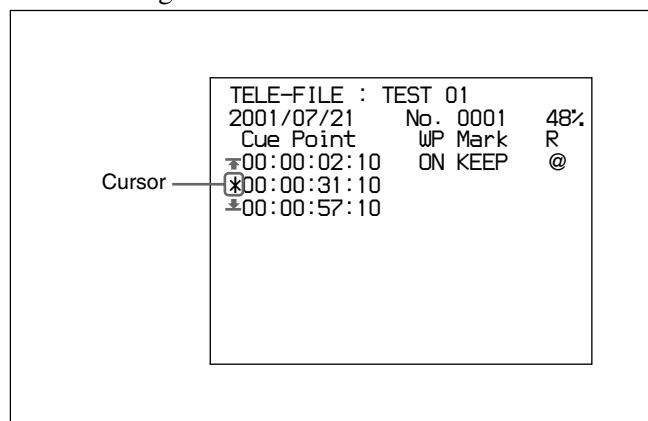 TELE-FILE : TEST 01
2001/07/21 No. 0001 48%
Cue Point WP Mark R
00:00:02:10 ON KEEP @
Cursor *00:00:31:10
00:00:57:10